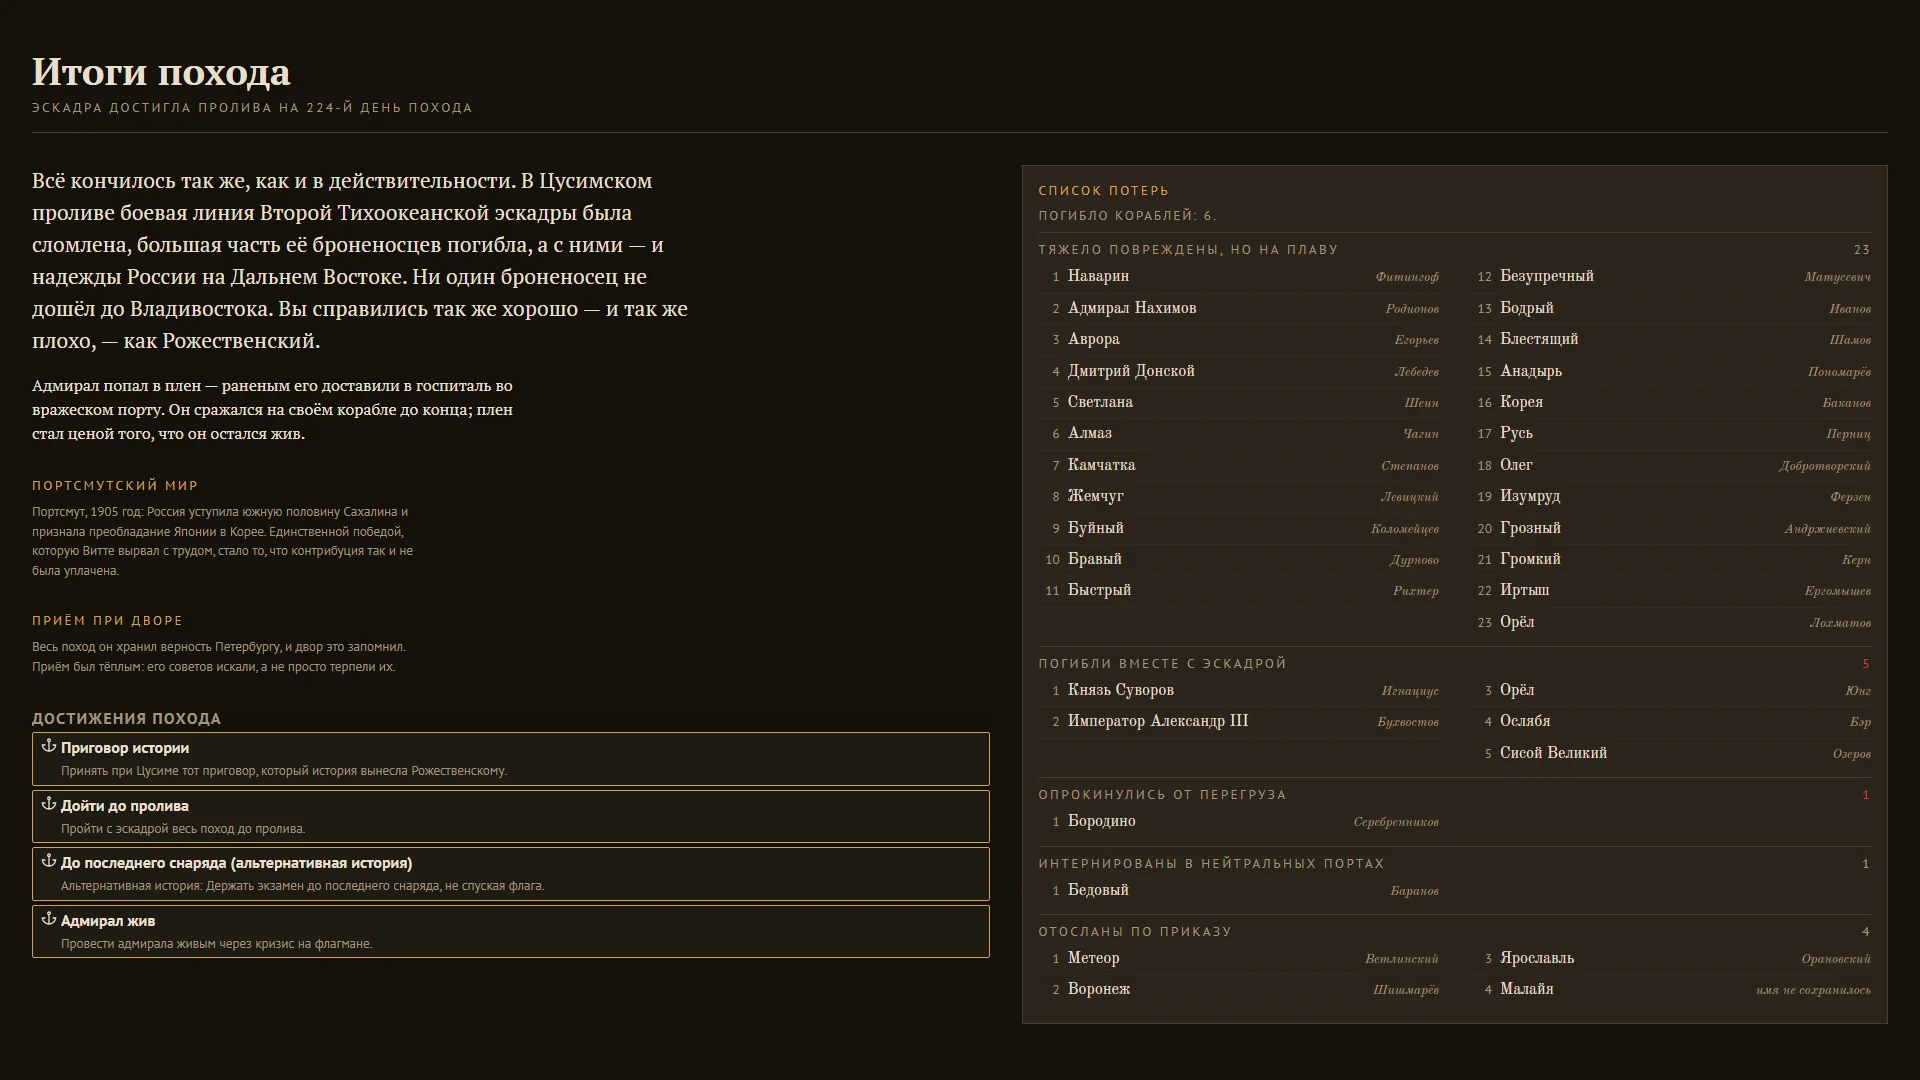 Итоги похода
ЭСКАДРА ДОСТИГЛА ПРОЛИВА НА 224-Й ДЕНЬ ПОХОДА
Всё кончилось так же, как и в действительности. В Цусимском
проливе боевая линия Второй Тихоокеанской эскадры была
сломлена, большая часть её броненосцев погибла, а с ними — и
надежды России на Дальнем Востоке. Ни один броненосец не
дошёл до Владивостока. Вы справились так же хорошо — и так же
плохо, — как Рожественский.
Адмирал попал в плен — раненым его доставили в госпиталь во
вражеском порту. Он сражался на своём корабле до конца; плен
стал ценой того, что он остался жив.
ПОРТСМУТСКИЙ МИР
Портсмут, 1905 год: Россия уступила южную половину Сахалина и
признала преобладание Японии в Корее. Единственной победой,
которую Витте вырвал с трудом, стало то, что контрибуция так и не
была уплачена.
ПРИЁМ ПРИ ДВОРЕ
Весь поход он хранил верность Петербургу, и двор это запомнил.
Приём был тёплым: его советов искали, а не просто терпели их.
ДОСТИЖЕНИЯ ПОХОДА
Приговор истории
Принять при Цусиме тот приговор, который история вынесла Рожественскому.
Дойти до пролива
Пройти с эскадрой весь поход до пролива.
До последнего снаряда (альтернативная история)
Альтернативная история: Держать экзамен до последнего снаряда, не спуская флага.
Адмирал жив
Провести адмирала живым через кризис на флагмане.
СПИСОК ПОТЕРЬ
ПОГИБЛО КОРАБЛЕЙ: 6.
ТЯЖЕЛО ПОВРЕЖДЕНЫ, НО НА ПЛАВУ 23
1 Наварин Фитингоф
2 Адмирал Нахимов Родионов
3 Аврора Егорьев
4 Дмитрий Донской Лебедев
5 Светлана Шеин
6 Алмаз Чагин
7 Камчатка Степанов
8 Жемчуг Левицкий
9 Буйный Коломейцев
10 Бравый Дурново
11 Быстрый Рихтер
12 Безупречный Матусевич
13 Бодрый Иванов
14 Блестящий Шамов
15 Анадырь Пономарёв
16 Корея Баканов
17 Русь Перниц
18 Олег Добротворский
19 Изумруд Ферзен
20 Грозный Андржиевский
21 Громкий Керн
22 Иртыш Ергомышев
23 Орёл Лохматов
ПОГИБЛИ ВМЕСТЕ С ЭСКАДРОЙ 5
1 Князь Суворов Игнациус
2 Император Александр III Бухвостов
3 Орёл Юнг
4 Ослябя Бэр
5 Сисой Великий Озеров
ОПРОКИНУЛИСЬ ОТ ПЕРЕГРУЗА 1
1 Бородино Серебренников
ИНТЕРНИРОВАНЫ В НЕЙТРАЛЬНЫХ ПОРТАХ 1
1 Бедовый Баранов
ОТОСЛАНЫ ПО ПРИКАЗУ 4
1 Метеор Ветлинский
2 Воронеж Шишмарёв
3 Ярославль Орановский
4 Малайя имя не сохранилось